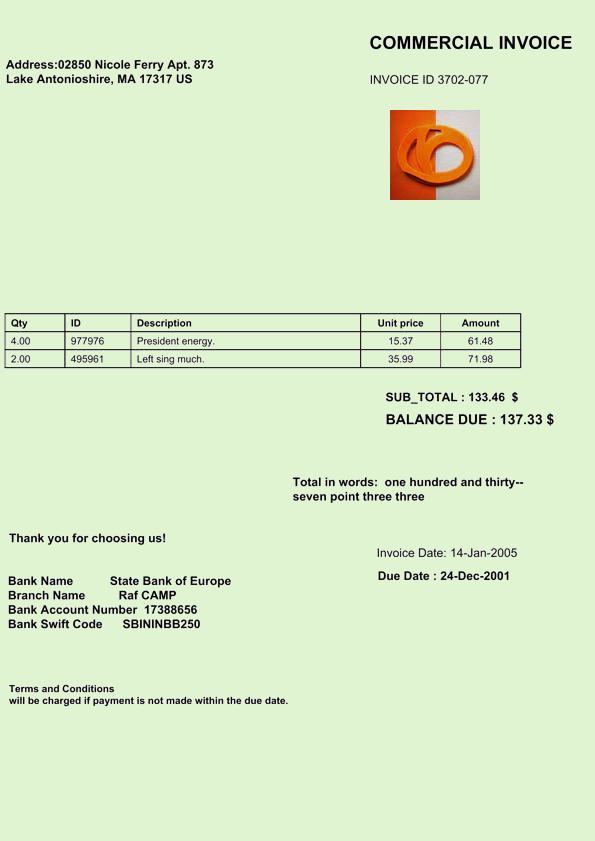 COMMERCIAL INVOICE
Address:02850 Nicole Ferry Apt. 873
Lake Antonioshire, MA 17317 US
INVOICE ID 3702-077
Qty ID Description Unit price Amount
4.00 977976 President energy. 15.37 61.48
2.00 495961 Left sing much. 35.99 71.98
SUB_TOTAL : 133.46 $
BALANCE DUE : 137.33 $
Total in words: one hundred and thirty--
seven point three three
Thank you for choosing us!
Invoice Date: 14-Jan-2005
Due Date : 24-Dec-2001
Bank Name State Bank of Europe
Branch Name Raf CAMP
Bank Account Number 17388656
Bank Swift Code SBININBB250
Terms and Conditions
will be charged if payment is not made within the due date.